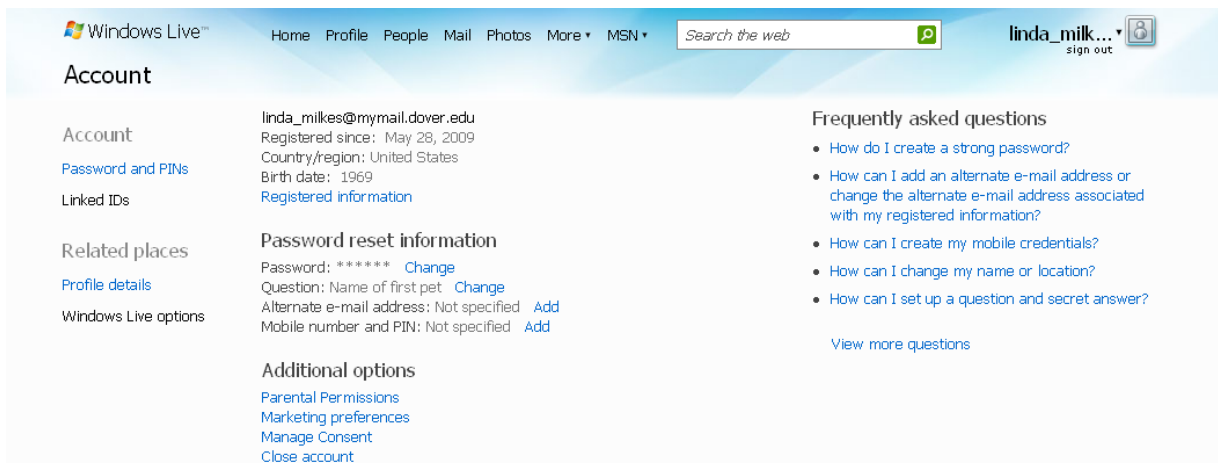 Windows Live™
Home Profile People Mail Photos More MSN
Search the web
linda_milk...
sign out
Account
Account
Password and PINs
Linked IDs
Related places
Profile details
Windows Live options
linda_milkes@mymail.dover.edu
Registered since: May 28, 2009
Country/region: United States
Birth date: 1969
Registered information
Password reset information
Password: ****** Change
Question: Name of first pet Change
Alternate e-mail address: Not specified Add
Mobile number and PIN: Not specified Add
Additional options
Parental Permissions
Marketing preferences
Manage Consent
Close account
Frequently asked questions
• How do I create a strong password?
• How can I add an alternate e-mail address or
change the alternate e-mail address associated
with my registered information?
• How can I create my mobile credentials?
• How can I change my name or location?
• How can I set up a question and secret answer?
View more questions